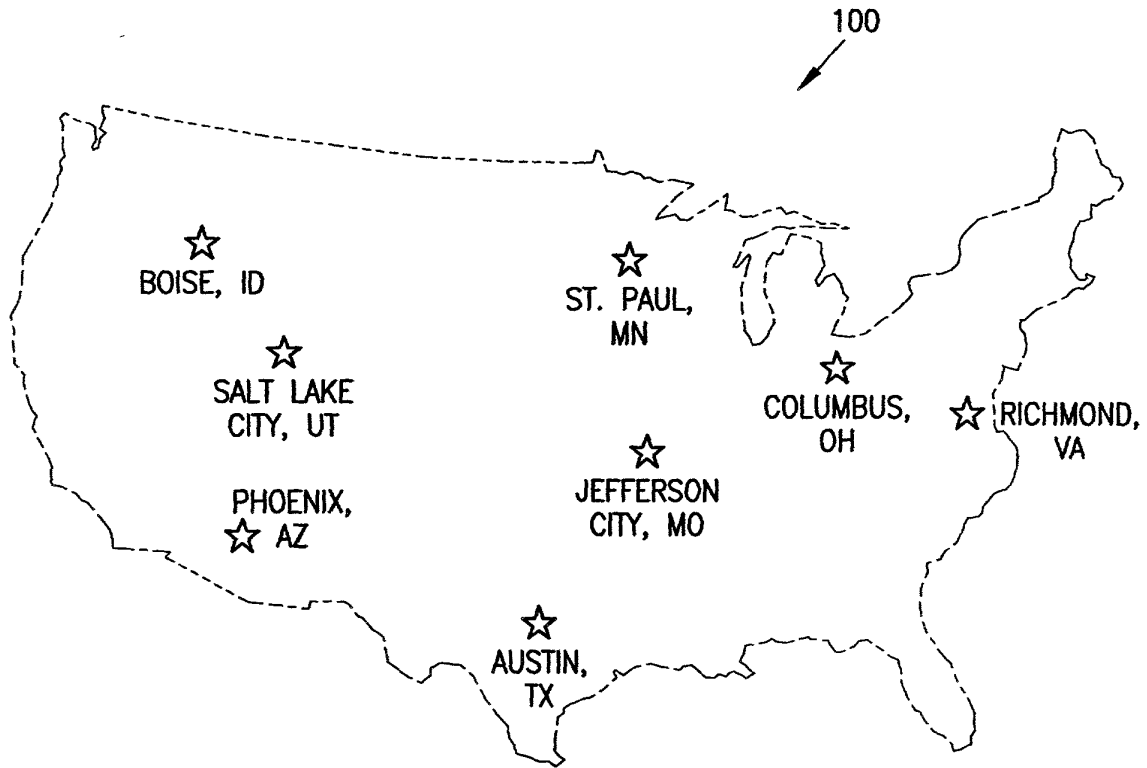 100
BOISE, ID
ST. PAUL,
MN
SALT LAKE
CITY, UT
COLUMBUS,
OH
RICHMOND,
VA
PHOENIX,
AZ
JEFFERSON
CITY, MO
AUSTIN,
TX